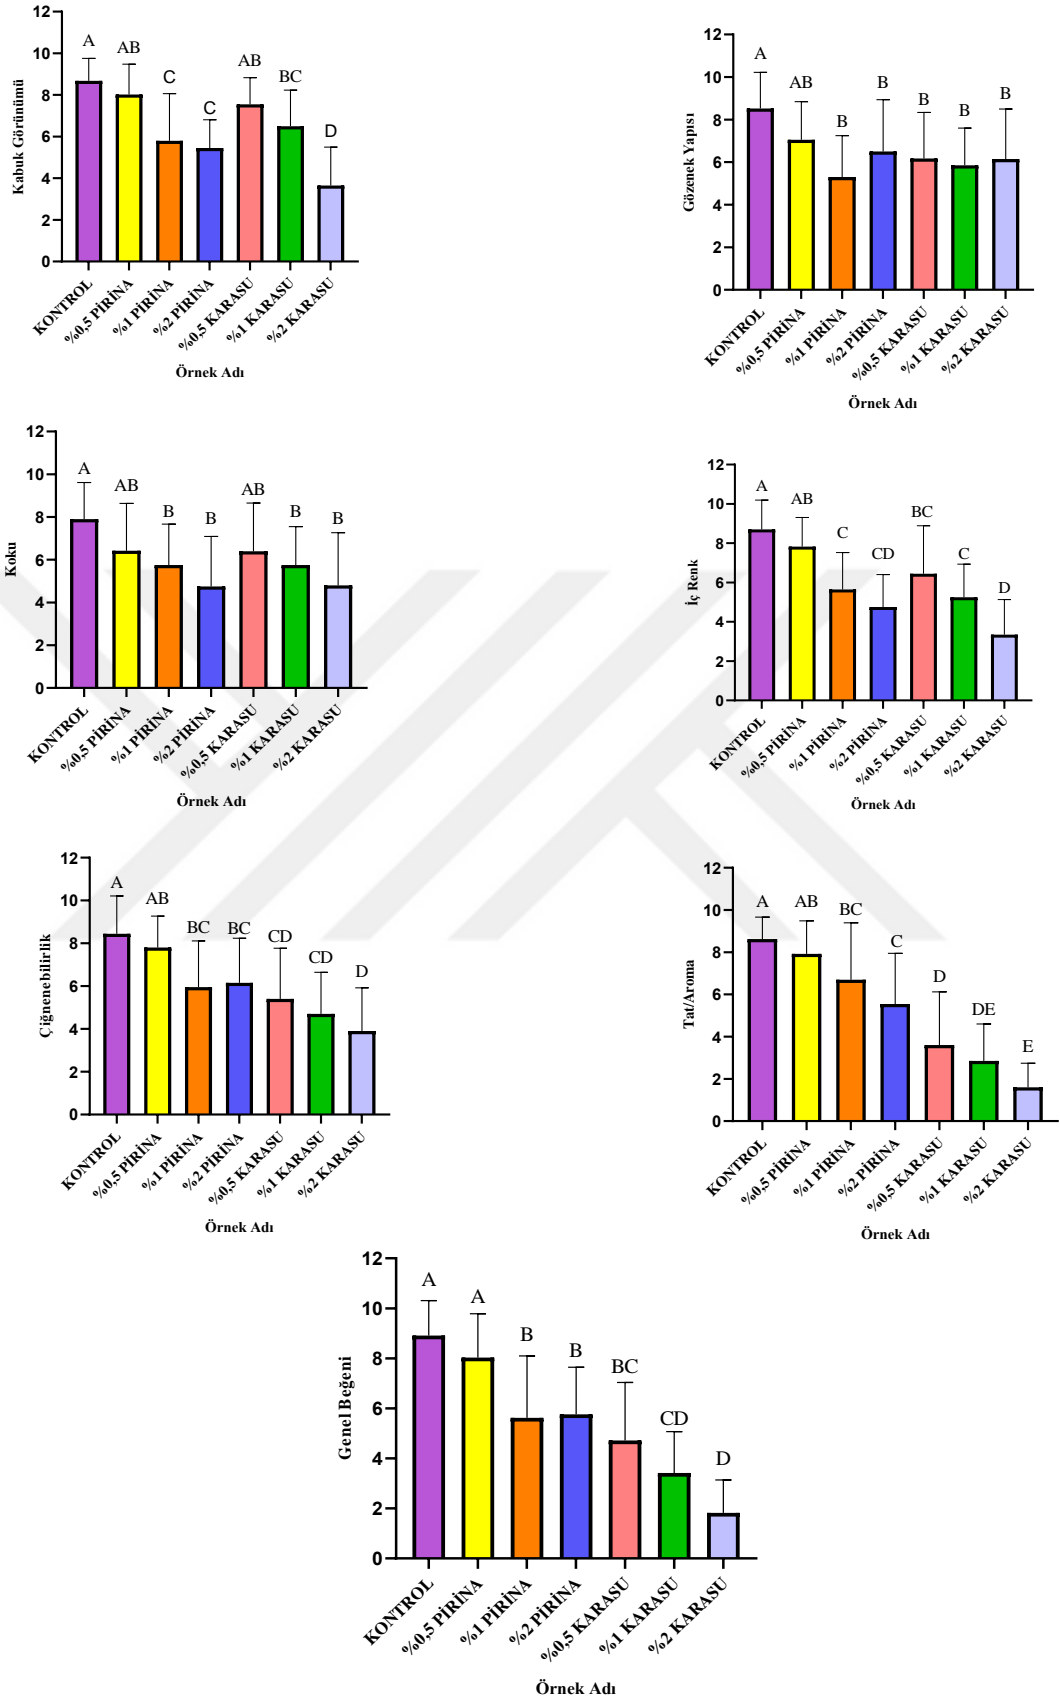 Kabuk Görünümü
12
10
8
6
4
2
0
A
AB
C
C
AB
BC
D
KONTROL
%0,5 PİRİNA
%1 PİRİNA
%2 PİRİNA
%0,5 KARASU
%1 KARASU
%2 KARASU
Örnek Adı
Gözenek Yapısı
12
10
8
6
4
2
0
A
AB
B
B
B
B
B
KONTROL
%0,5 PİRİNA
%1 PİRİNA
%2 PİRİNA
%0,5 KARASU
%1 KARASU
%2 KARASU
Örnek Adı
Koku
12
10
8
6
4
2
0
A
AB
B
B
AB
B
B
KONTROL
%0,5 PİRİNA
%1 PİRİNA
%2 PİRİNA
%0,5 KARASU
%1 KARASU
%2 KARASU
Örnek Adı
İç Renk
12
10
8
6
4
2
0
A
AB
C
CD
BC
C
D
KONTROL
%0,5 PİRİNA
%1 PİRİNA
%2 PİRİNA
%0,5 KARASU
%1 KARASU
%2 KARASU
Örnek Adı
Çiğnenebilirlik
12
10
8
6
4
2
0
A
AB
BC
BC
CD
CD
D
KONTROL
%0,5 PİRİNA
%1 PİRİNA
%2 PİRİNA
%0,5 KARASU
%1 KARASU
%2 KARASU
Örnek Adı
Tat/Aroma
12
10
8
6
4
2
0
A
AB
BC
C
D
DE
E
KONTROL
%0,5 PİRİNA
%1 PİRİNA
%2 PİRİNA
%0,5 KARASU
%1 KARASU
%2 KARASU
Örnek Adı
Genel Beğeni
12
10
8
6
4
2
0
A
A
B
B
BC
CD
D
KONTROL
%0,5 PİRİNA
%1 PİRİNA
%2 PİRİNA
%0,5 KARASU
%1 KARASU
%2 KARASU
Örnek Adı